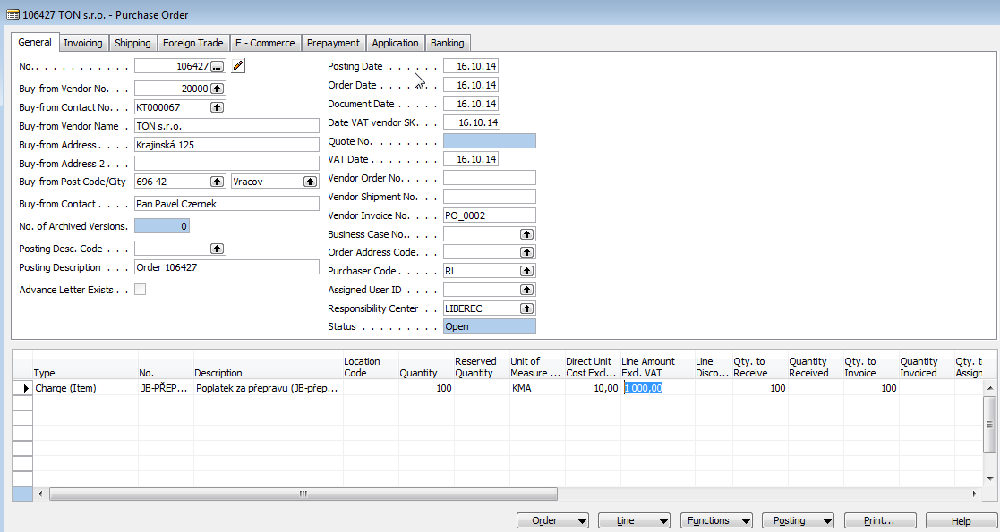 106427 TON s.r.o. - Purchase Order
General Invoicing Shipping Foreign Trade E - Commerce Prepayment Application Banking
No. . . . . . . . . . . . 106427 ...
Buy-from Vendor No. . . . 20000
Buy-from Contact No. . . KT000067
Buy-from Vendor Name . TON s.r.o.
Buy-from Address . . . . Krajinská 125
Buy-from Address 2 . . .
Buy-from Post Code/City 696 42 Vracov
Buy-from Contact . . . . Pan Pavel Czernek
No. of Archived Versions. 0
Posting Desc. Code . . .
Posting Description . . . Order 106427
Advance Letter Exists . .
Posting Date . . . . . . 16.10.14
Order Date . . . . . . . 16.10.14
Document Date . . . . . 16.10.14
Date VAT vendor SK. . . 16.10.14
Quote No. . . . . . . . .
VAT Date . . . . . . . . 16.10.14
Vendor Order No. . . . .
Vendor Shipment No. . .
Vendor Invoice No. . . . PO_0002
Business Case No. . . . .
Order Address Code. . .
Purchaser Code . . . . . RL
Assigned User ID . . . .
Responsibility Center . . LIBEREC
Status . . . . . . . . . Open
Type No. Description Location Code Quantity Reserved Quantity Unit of Measure ... Direct Unit Cost Excl... Line Amount Excl. VAT Line Disco... Qty. to Receive Quantity Received Qty. to Invoice Quantity Invoiced Qty. t Assign
Charge (Item) JB-PŘEP... Poplatek za přepravu (JB-přep... 100 KMA 10,00 1 000,00 100 100
Order Line Functions Posting Print... Help